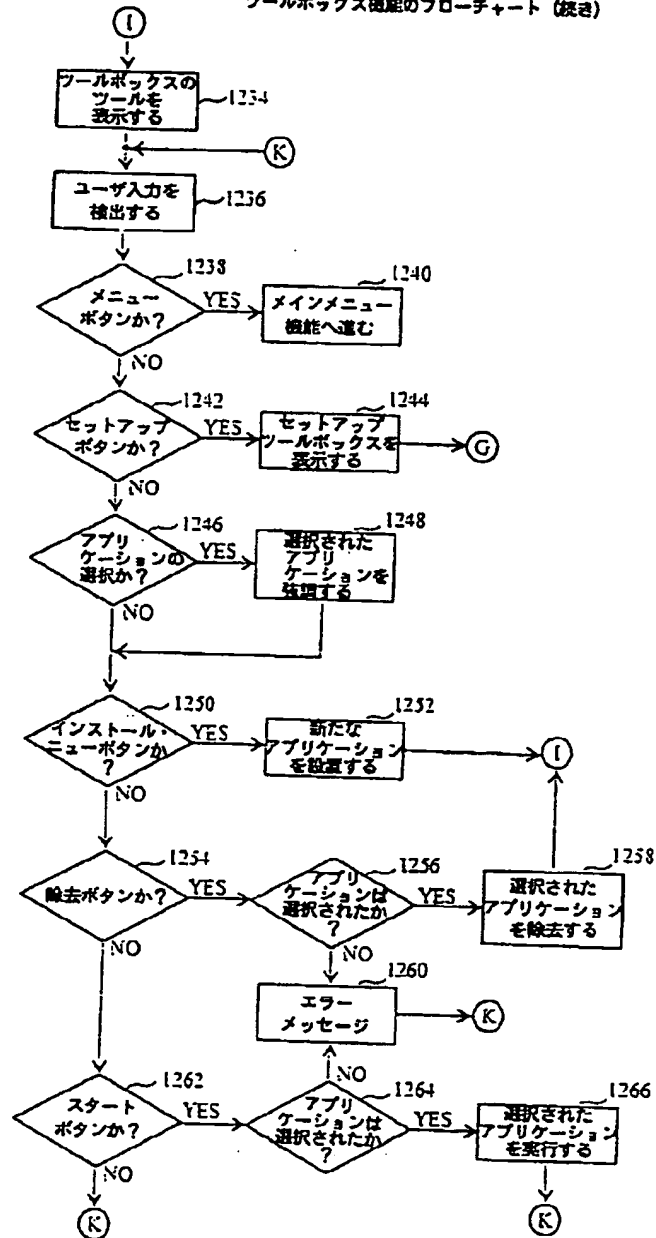 ツールボックス機能のフローチャート (続き)
I
ツールボックスの
ツールを
表示する
1234
K
ユーザ入力を
検出する
1236
1238
メニュー
ボタンか?
YES
1240
メインメニュー
機能へ進む
NO
1242
セットアップ
ボタンか?
YES
1244
セットアップ
ツールボックスを
表示する
G
NO
1246
アプリ
ケーションの
選択か?
YES
1248
選択された
アプリ
ケーションを
強調する
NO
1250
インストール・
ニューボタンか
?
YES
1252
新たな
アプリケーション
を設置する
I
NO
1254
除去ボタンか?
YES
1256
アプリ
ケーションは
選択されたか
?
YES
1258
選択された
アプリケーション
を除去する
NO
NO
1260
エラー
メッセージ
K
NO
1262
スタート
ボタンか?
YES
1264
アプリ
ケーションは
選択されたか
?
YES
1266
選択された
アプリケーション
を実行する
NO
K
K